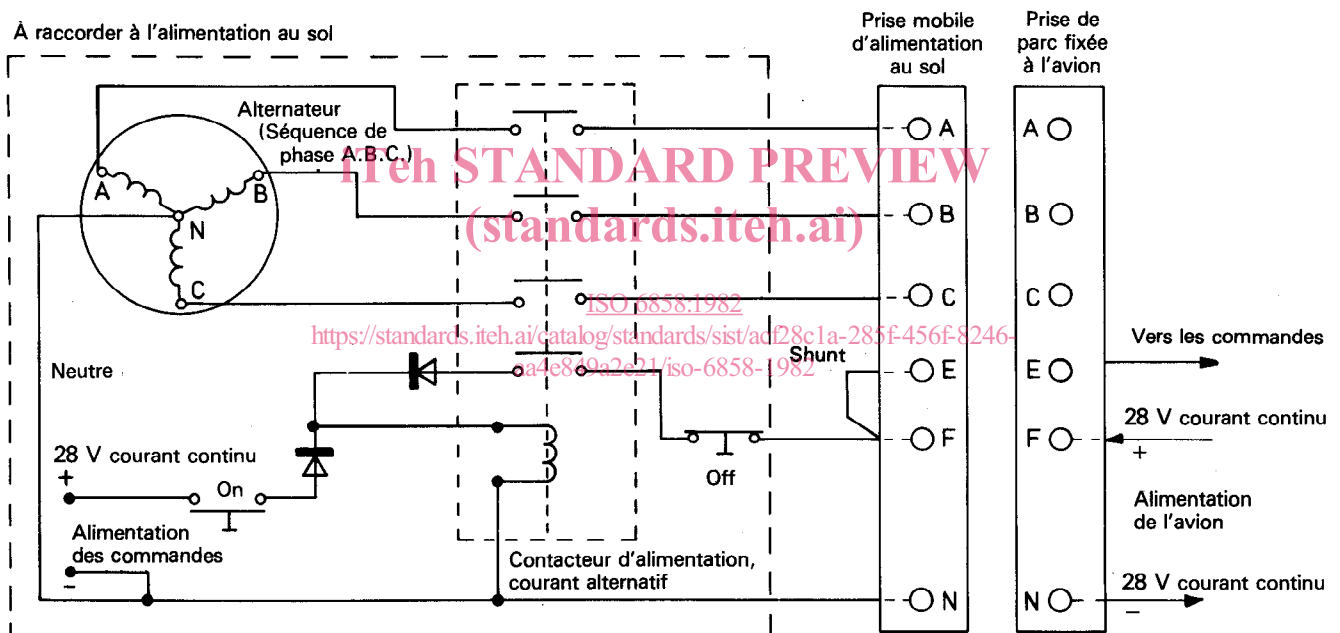 À raccorder à l'alimentation au sol
Prise mobile
d'alimentation
au sol
Prise de
parc fixée
à l'avion
Alternateur
(Séquence de
phase A.B.C.)
A
B
N
C
iTeh STANDARD PREVIEW
(standards.iteh.ai)
ISO 6858:1982
https://standards.iteh.ai/catalog/standards/sist/acf28c1a-285f-456f-8246-
aa4e849a2e21/iso-6858-1982
Neutre
28 V courant continu
+
On
Off
Shunt
Alimentation
des commandes
−
Contacteur d'alimentation,
courant alternatif
A
B
C
E
F
N
A
B
C
E
F
N
Vers les commandes
28 V courant continu
+
Alimentation
de l'avion
28 V courant continu
−